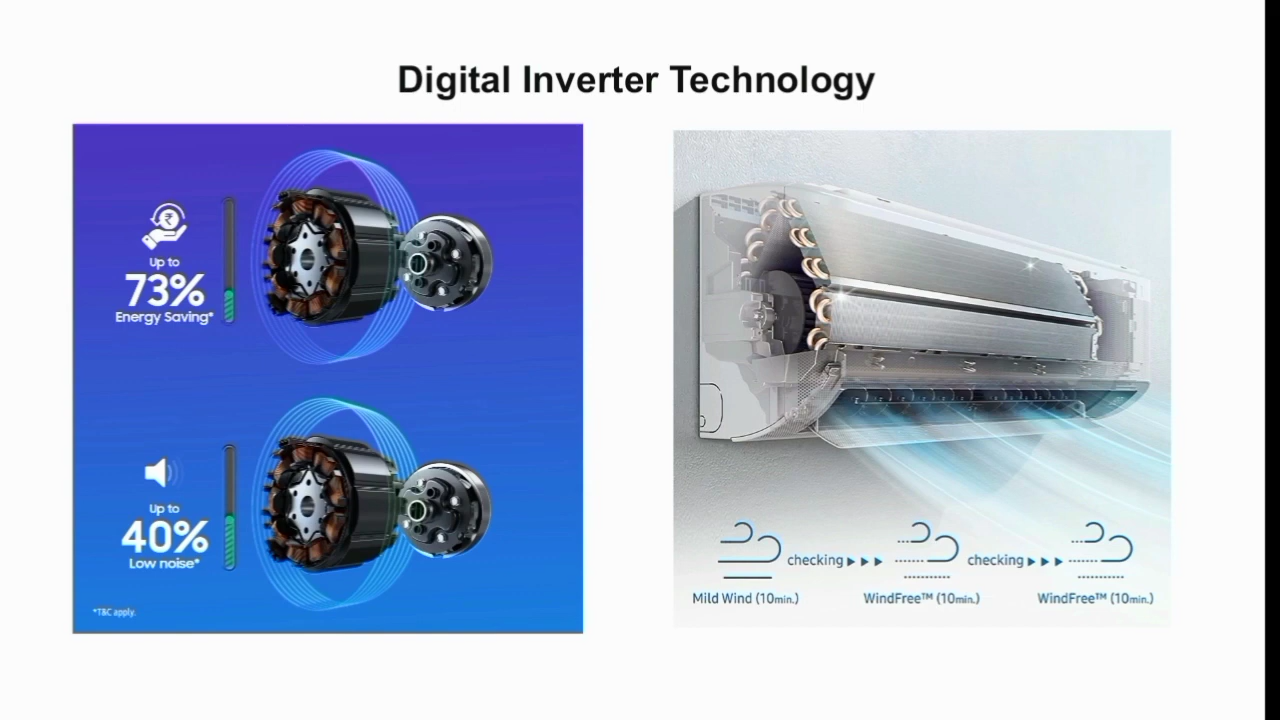 Digital Inverter Technology
₹
Up to
73%
Energy Saving*
Up to
40%
Low noise*
*T&C apply.
checking
checking
Mild Wind (10min.)
WindFree™ (10min.)
WindFree™ (10min.)